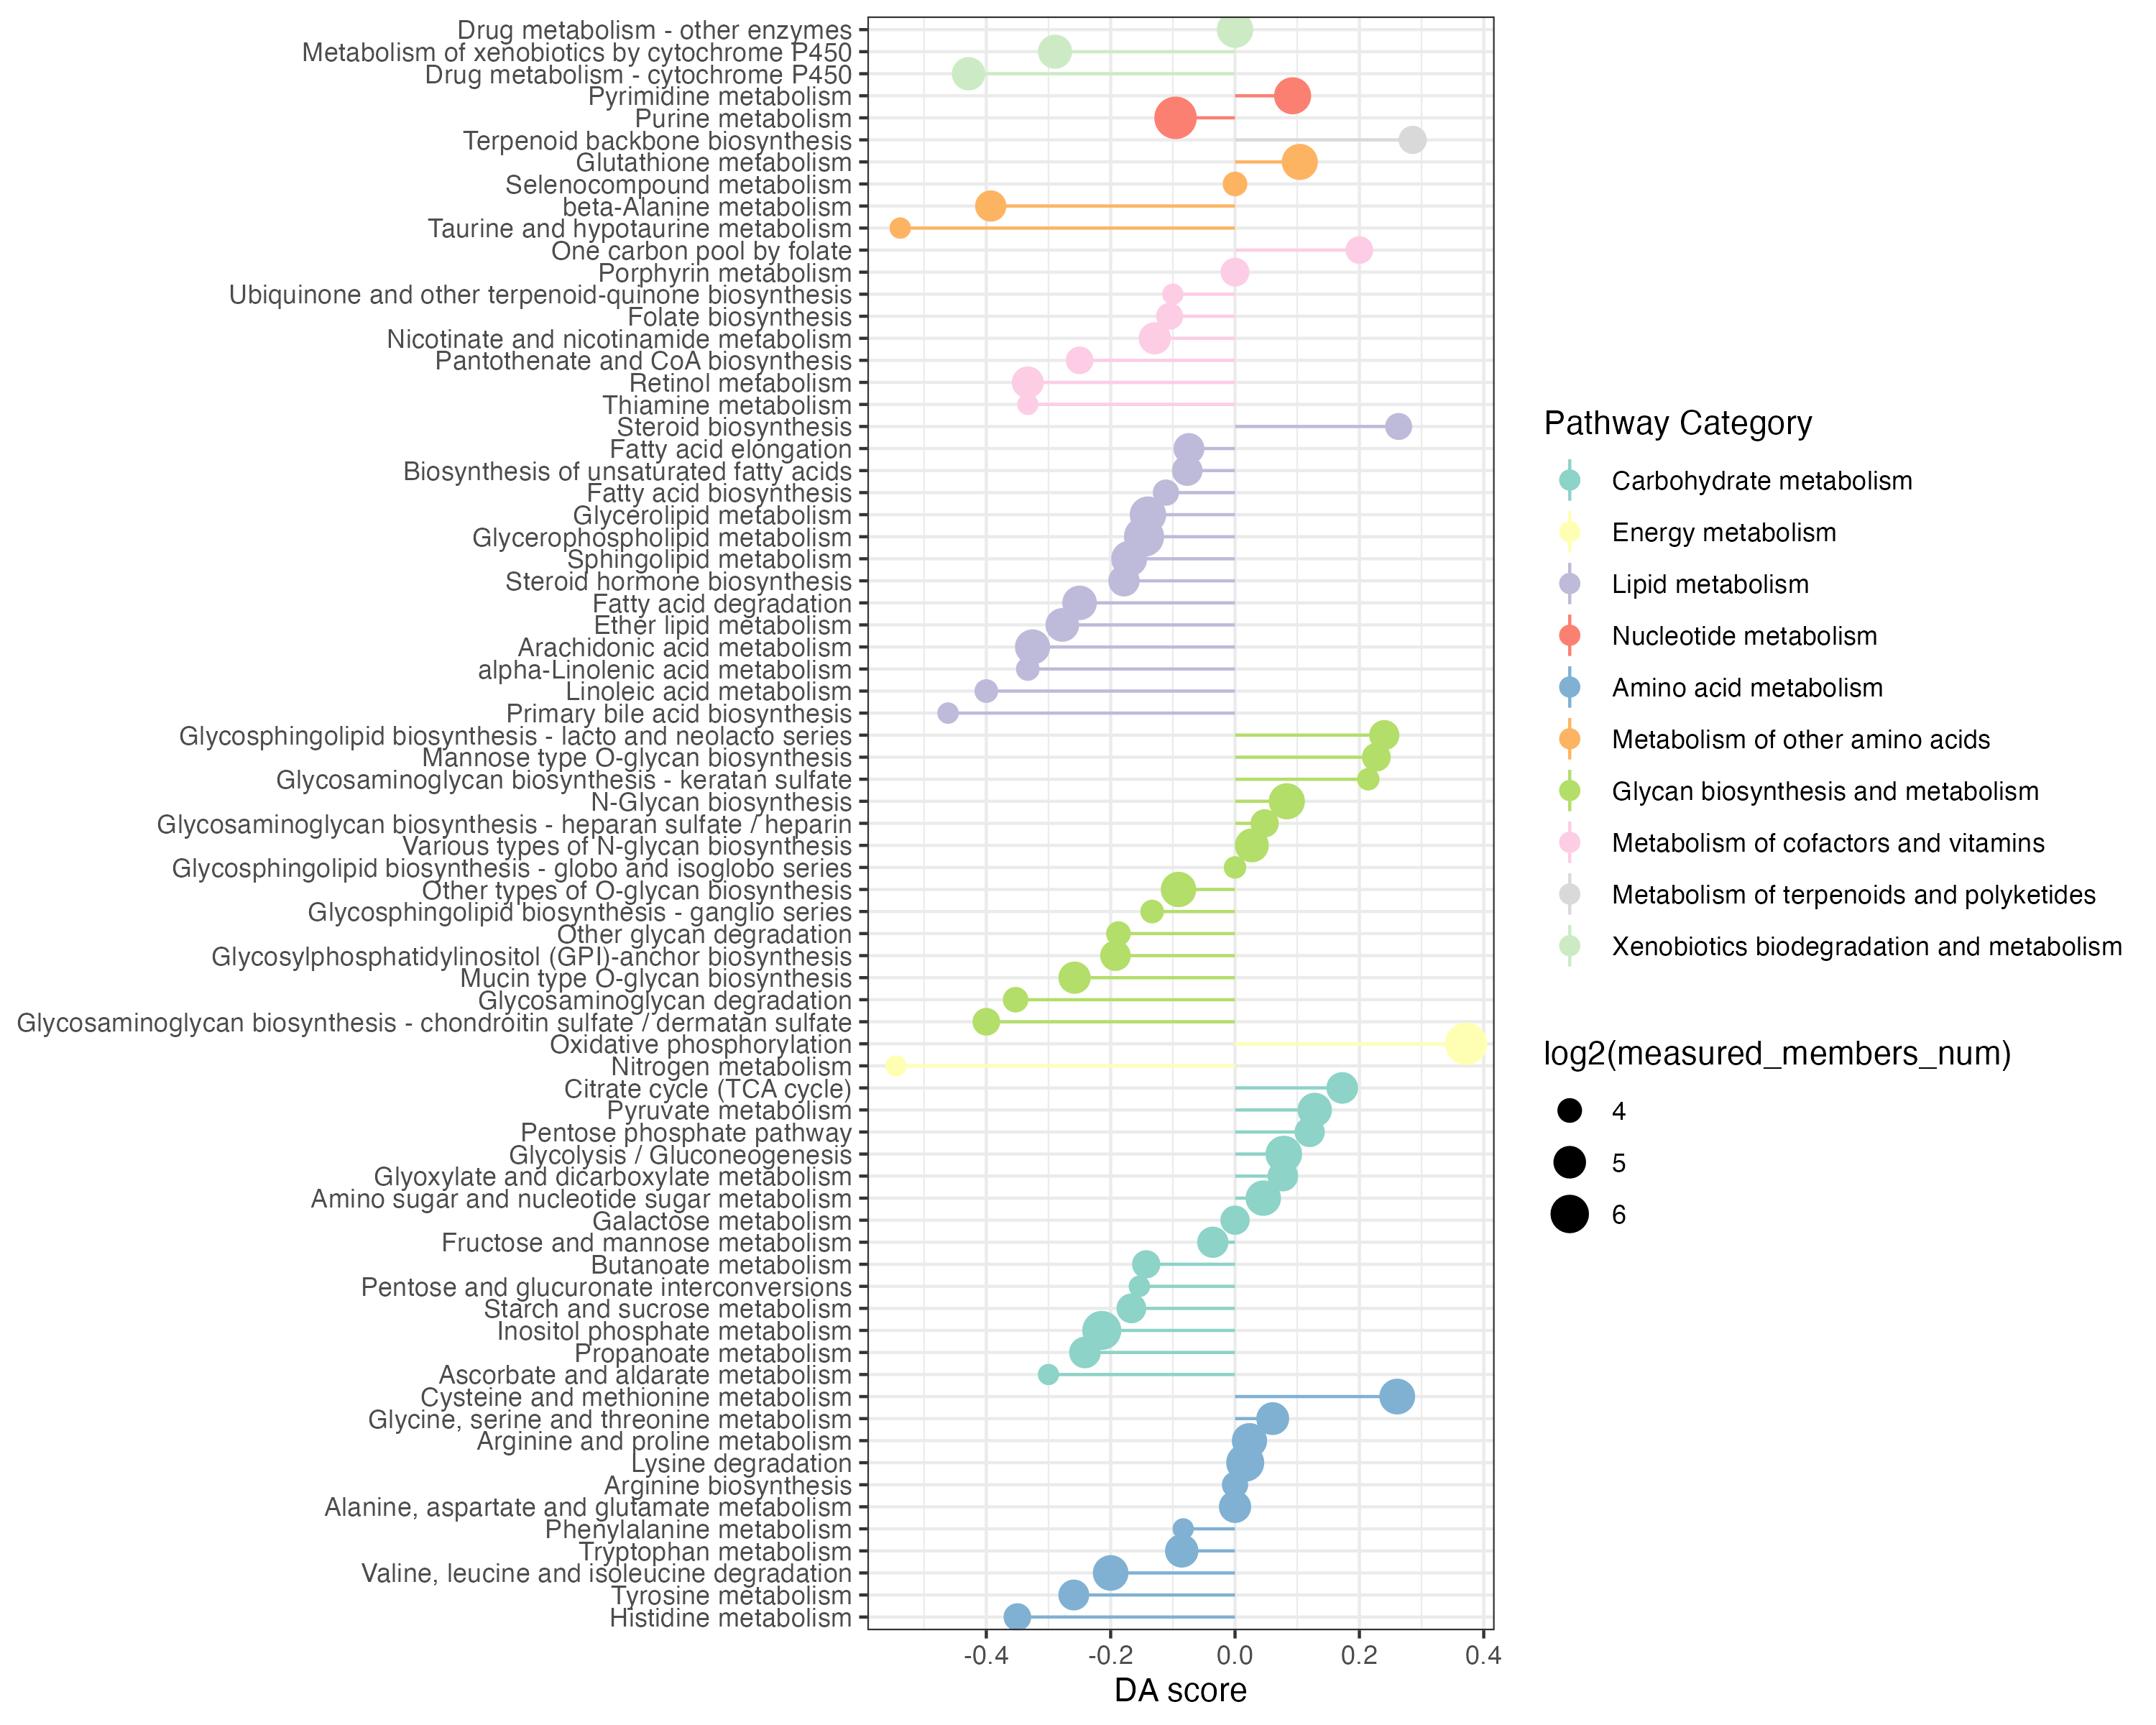 Drug metabolism - other enzymes
Metabolism of xenobiotics by cytochrome P450
Drug metabolism - cytochrome P450
Pyrimidine metabolism
Purine metabolism
Terpenoid backbone biosynthesis
Glutathione metabolism
Selenocompound metabolism
beta-Alanine metabolism
Taurine and hypotaurine metabolism
One carbon pool by folate
Porphyrin metabolism
Ubiquinone and other terpenoid-quinone biosynthesis
Folate biosynthesis
Nicotinate and nicotinamide metabolism
Pantothenate and CoA biosynthesis
Retinol metabolism
Thiamine metabolism
Steroid biosynthesis
Fatty acid elongation
Biosynthesis of unsaturated fatty acids
Fatty acid biosynthesis
Glycerolipid metabolism
Glycerophospholipid metabolism
Sphingolipid metabolism
Steroid hormone biosynthesis
Fatty acid degradation
Ether lipid metabolism
Arachidonic acid metabolism
alpha-Linolenic acid metabolism
Linoleic acid metabolism
Primary bile acid biosynthesis
Glycosphingolipid biosynthesis - lacto and neolacto series
Mannose type O-glycan biosynthesis
Glycosaminoglycan biosynthesis - keratan sulfate
N-Glycan biosynthesis
Glycosaminoglycan biosynthesis - heparan sulfate / heparin
Various types of N-glycan biosynthesis
Glycosphingolipid biosynthesis - globo and isoglobo series
Other types of O-glycan biosynthesis
Glycosphingolipid biosynthesis - ganglio series
Other glycan degradation
Glycosylphosphatidylinositol (GPI)-anchor biosynthesis
Mucin type O-glycan biosynthesis
Glycosaminoglycan degradation
Glycosaminoglycan biosynthesis - chondroitin sulfate / dermatan sulfate
Oxidative phosphorylation
Nitrogen metabolism
Citrate cycle (TCA cycle)
Pyruvate metabolism
Pentose phosphate pathway
Glycolysis / Gluconeogenesis
Glyoxylate and dicarboxylate metabolism
Amino sugar and nucleotide sugar metabolism
Galactose metabolism
Fructose and mannose metabolism
Butanoate metabolism
Pentose and glucuronate interconversions
Starch and sucrose metabolism
Inositol phosphate metabolism
Propanoate metabolism
Ascorbate and aldarate metabolism
Cysteine and methionine metabolism
Glycine, serine and threonine metabolism
Arginine and proline metabolism
Lysine degradation
Arginine biosynthesis
Alanine, aspartate and glutamate metabolism
Phenylalanine metabolism
Tryptophan metabolism
Valine, leucine and isoleucine degradation
Tyrosine metabolism
Histidine metabolism
-0.4 -0.2 0.0 0.2 0.4
DA score
Pathway Category
Carbohydrate metabolism
Energy metabolism
Lipid metabolism
Nucleotide metabolism
Amino acid metabolism
Metabolism of other amino acids
Glycan biosynthesis and metabolism
Metabolism of cofactors and vitamins
Metabolism of terpenoids and polyketides
Xenobiotics biodegradation and metabolism
log2(measured_members_num)
4
5
6